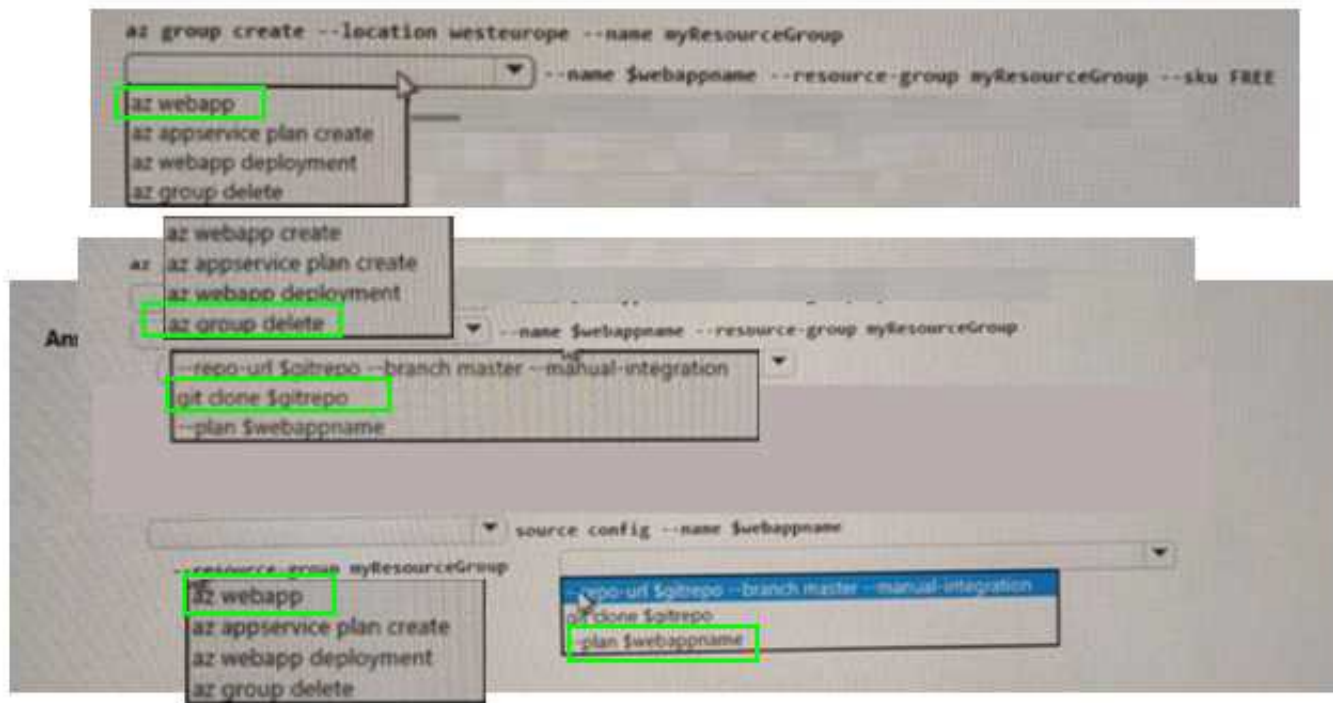 az group create --location westeurope --name myResourceGroup
--name $webappname --resource-group myResourceGroup --sku FREE
az webapp
az appservice plan create
az webapp deployment
az group delete
az webapp create
az az appservice plan create
az webapp deployment
az group delete --name $webappname --resource-group myResourceGroup
--repo-url $gitrepo --branch master --manual-integration
git clone $gitrepo
--plan $webappname
source config --name $webappname
--resource-group myResourceGroup
az webapp
az appservice plan create
az webapp deployment
az group delete
--repo-url $gitrepo --branch master --manual-integration
git clone $gitrepo
--plan $webappname